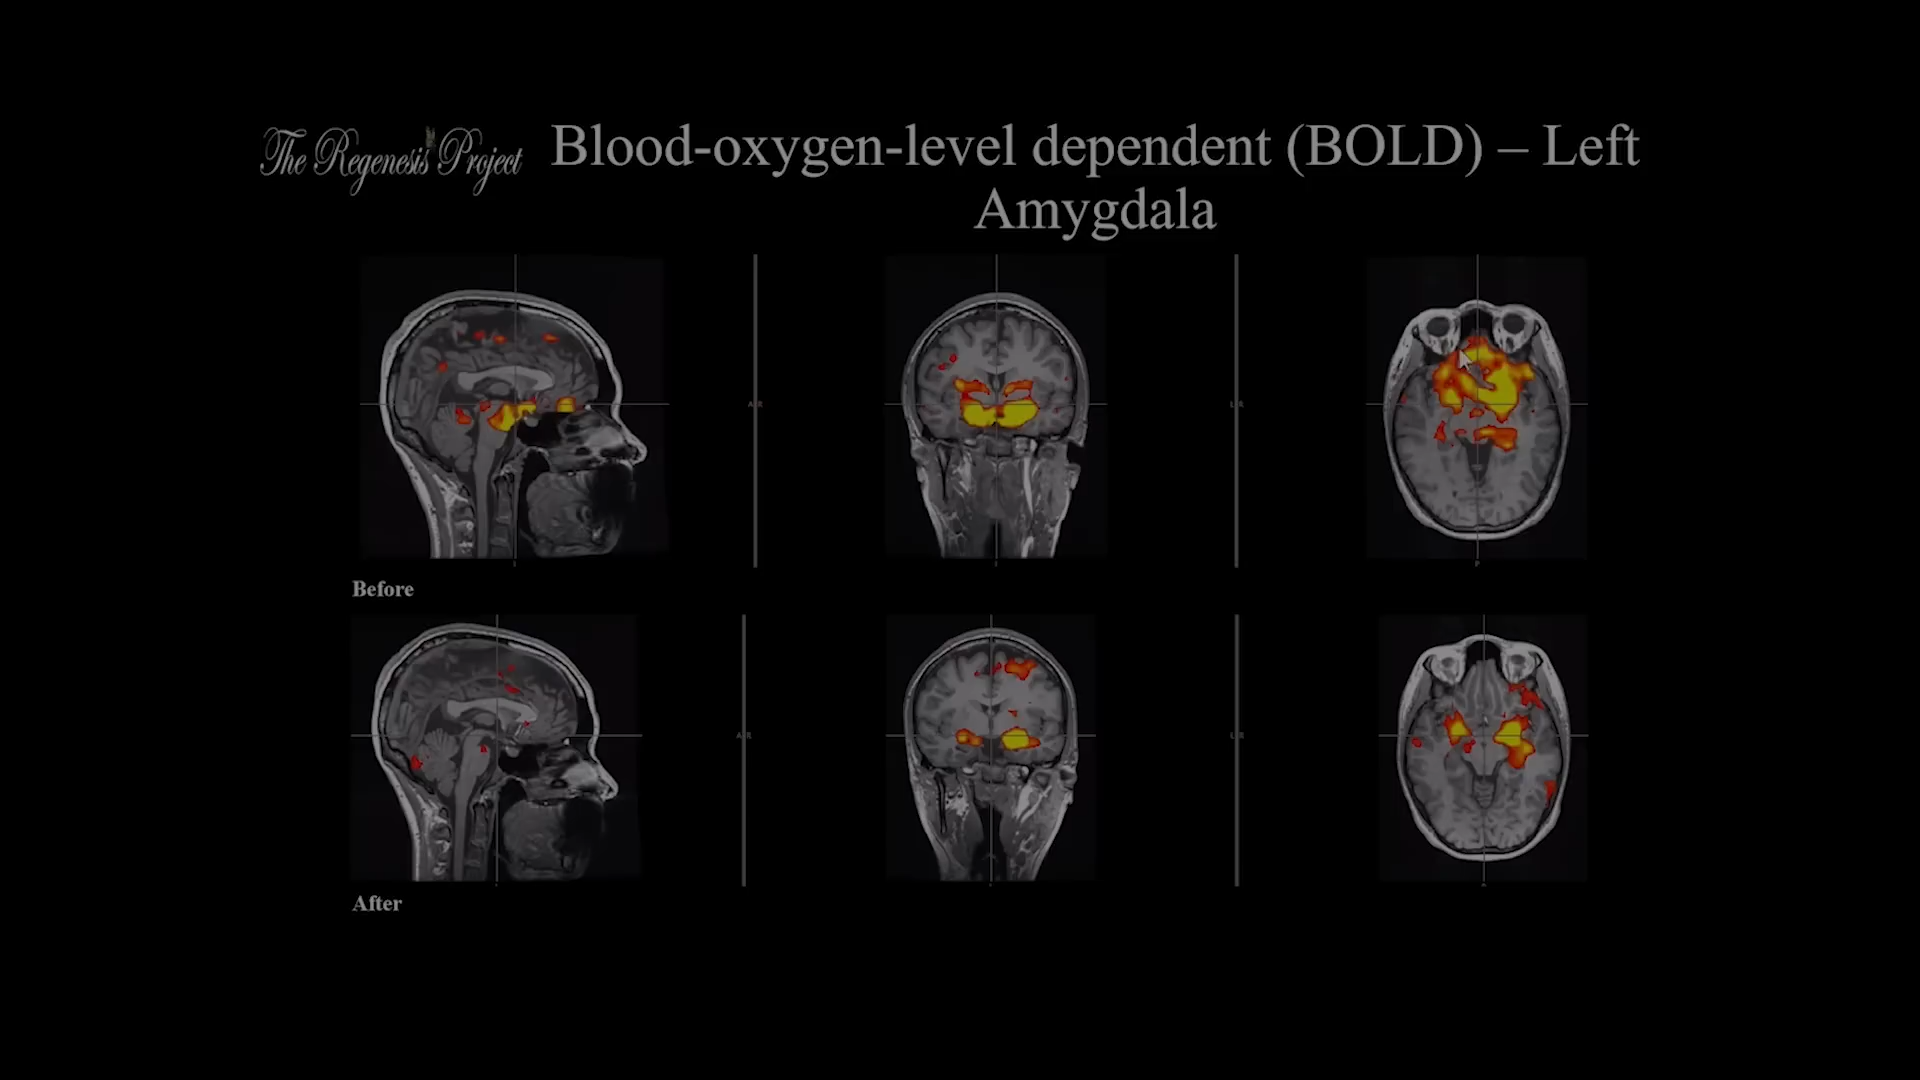 The Regenesis Project
Blood-oxygen-level dependent (BOLD) – Left
Amygdala
Before
After